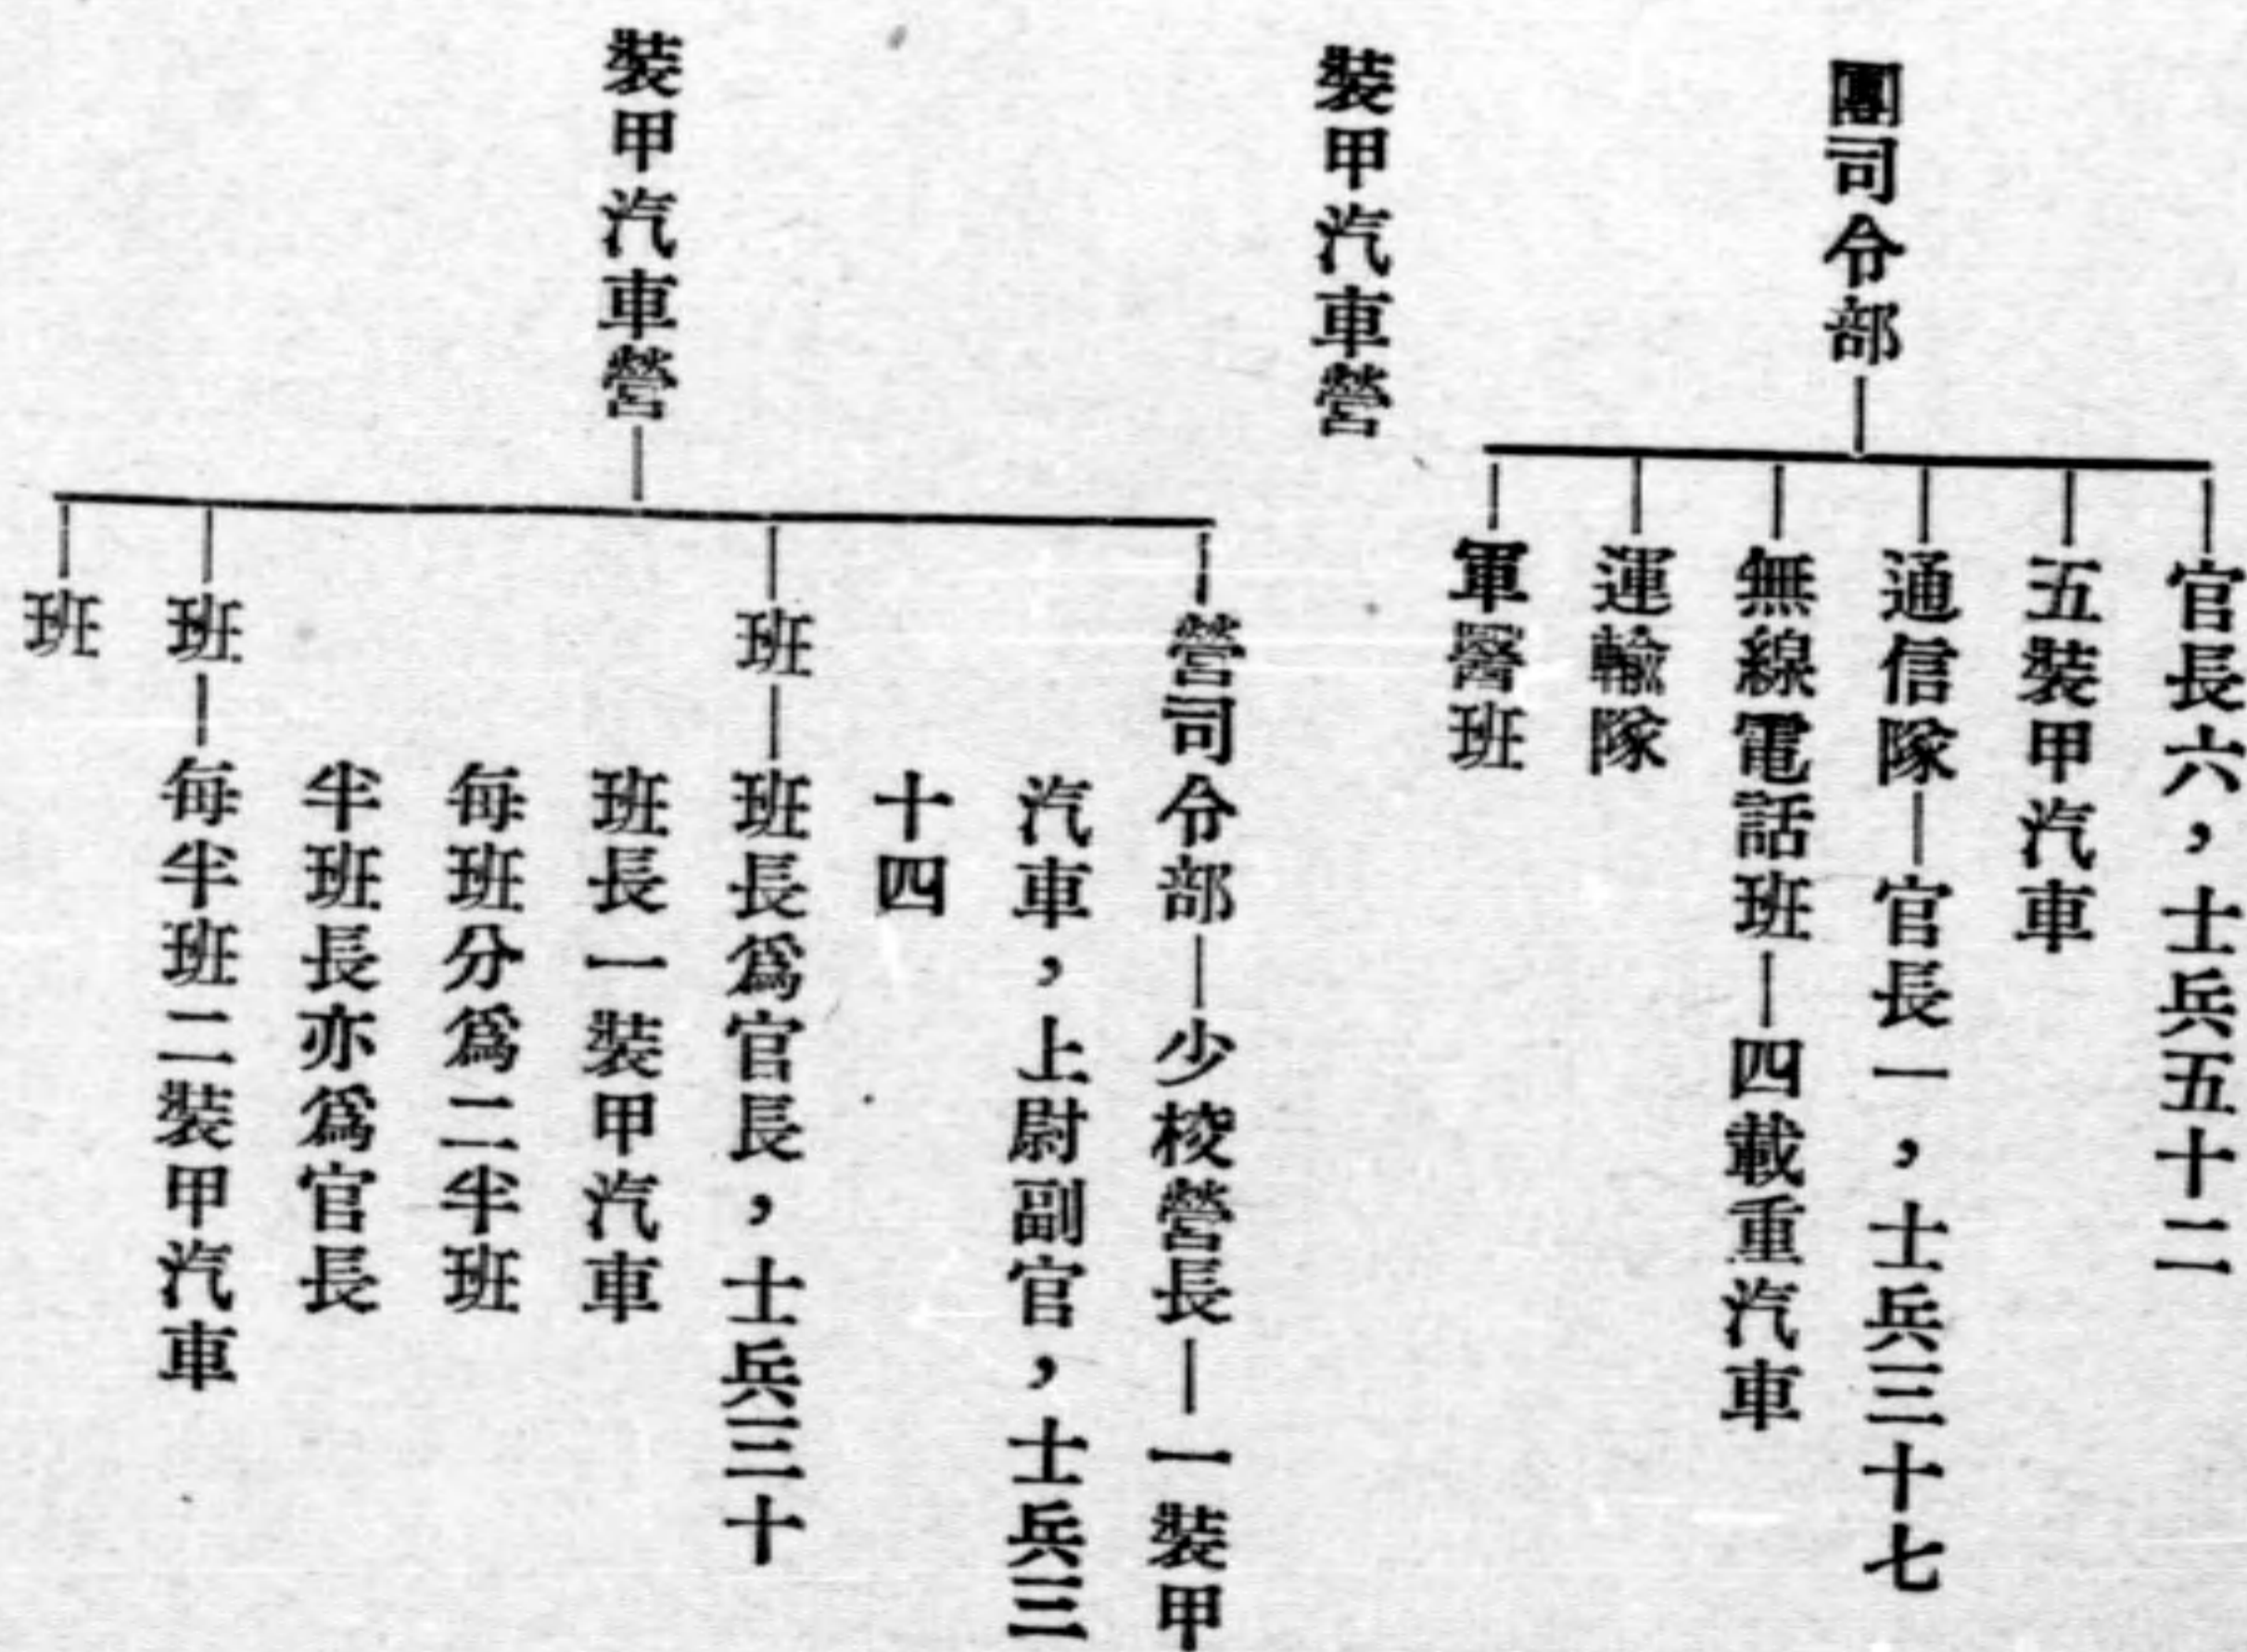 團司令部
官長六，士兵五十二
五裝甲汽車
通信隊—官長一，士兵三十七
無線電話班—四載重汽車
運輸隊
軍醫班
裝甲汽車營
裝甲汽車營
營司令部—少校營長—一裝甲
汽車，上尉副官，士兵三
十四
班—班長爲官長，士兵三十
班長一裝甲汽車
每班分爲二半班
半班長亦爲官長
班—每半班二裝甲汽車
班